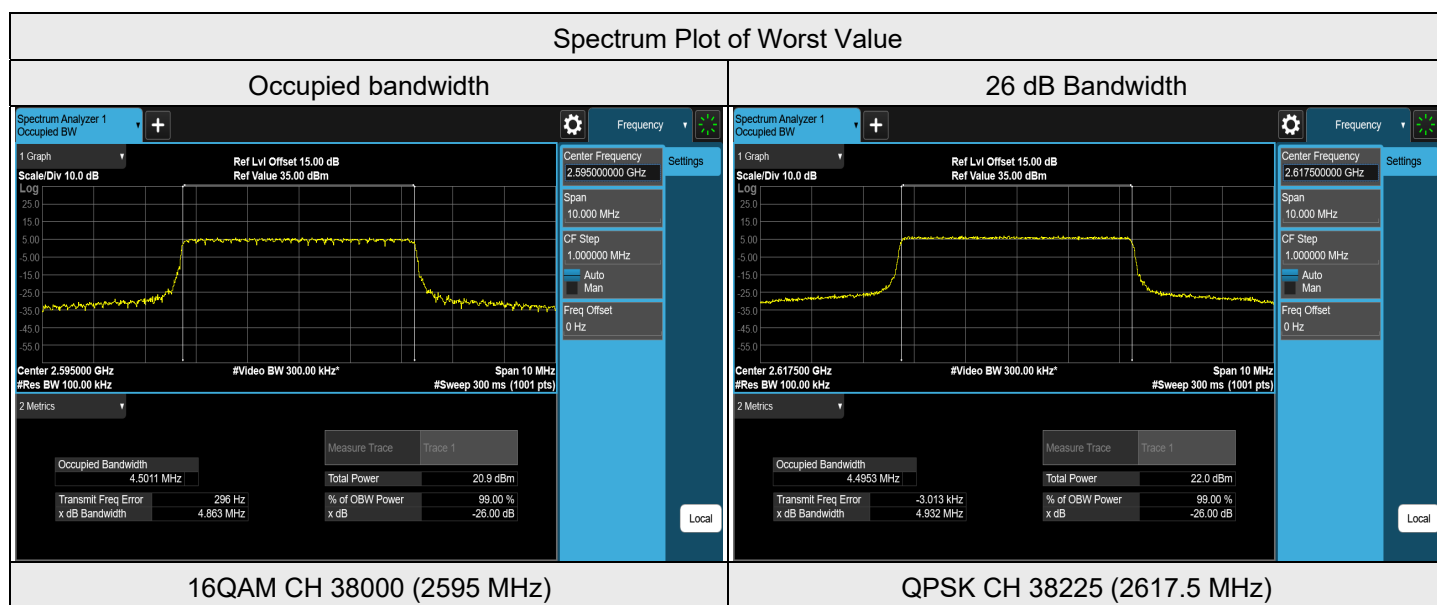 Spectrum Plot of Worst Value
Occupied bandwidth
26 dB Bandwidth
Spectrum Analyzer 1
Occupied BW
+
Frequency
1 Graph
Ref Lvl Offset 15.00 dB
Scale/Div 10.0 dB
Ref Value 35.00 dBm
Log
25.0
15.0
5.00
-5.00
-15.0
-25.0
-35.0
-45.0
-55.0
Center 2.595000 GHz
#Video BW 300.00 kHz*
Span 10 MHz
#Res BW 100.00 kHz
#Sweep 300 ms (1001 pts)
Center Frequency
2.595000000 GHz
Settings
Span
10.000 MHz
CF Step
1.000000 MHz
Auto
Man
Freq Offset
0 Hz
2 Metrics
Measure Trace Trace 1
Occupied Bandwidth
4.5011 MHz
Total Power 20.9 dBm
Transmit Freq Error 296 Hz
% of OBW Power 99.00 %
x dB Bandwidth 4.863 MHz
x dB -26.00 dB
Local
Spectrum Analyzer 1
Occupied BW
+
Frequency
1 Graph
Ref Lvl Offset 15.00 dB
Scale/Div 10.0 dB
Ref Value 35.00 dBm
Log
25.0
15.0
5.00
-5.00
-15.0
-25.0
-35.0
-45.0
-55.0
Center 2.617500 GHz
#Video BW 300.00 kHz*
Span 10 MHz
#Res BW 100.00 kHz
#Sweep 300 ms (1001 pts)
Center Frequency
2.617500000 GHz
Settings
Span
10.000 MHz
CF Step
1.000000 MHz
Auto
Man
Freq Offset
0 Hz
2 Metrics
Measure Trace Trace 1
Occupied Bandwidth
4.4953 MHz
Total Power 22.0 dBm
Transmit Freq Error -3.013 kHz
% of OBW Power 99.00 %
x dB Bandwidth 4.932 MHz
x dB -26.00 dB
Local
16QAM CH 38000 (2595 MHz)
QPSK CH 38225 (2617.5 MHz)